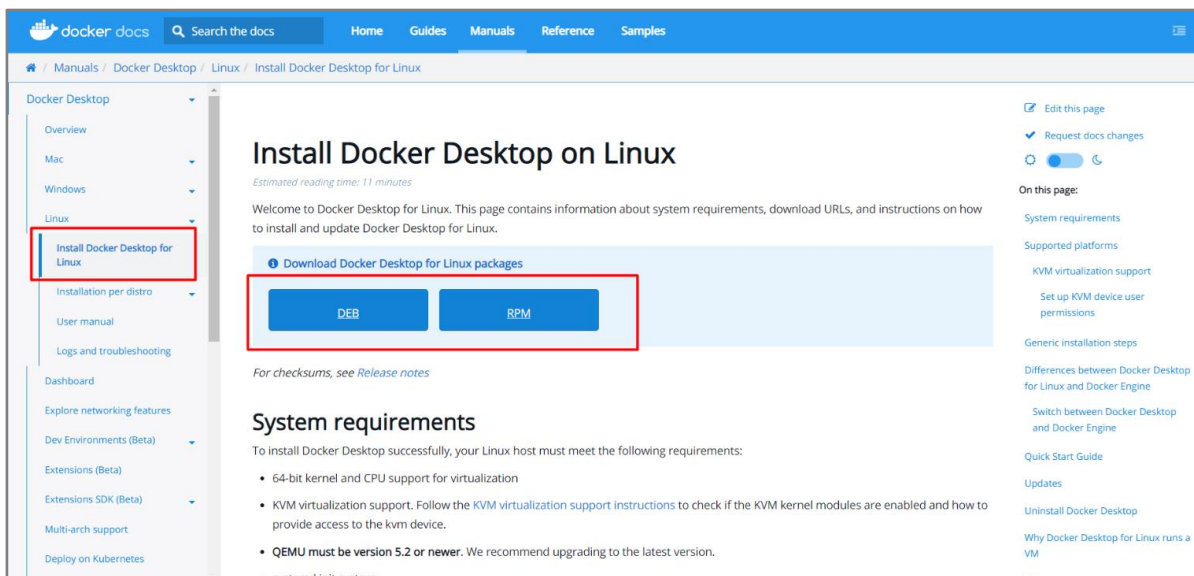 docker docs
Search the docs
Home
Guides
Manuals
Reference
Samples
/ Manuals / Docker Desktop / Linux / Install Docker Desktop for Linux
Docker Desktop
Overview
Mac
Windows
Linux
Install Docker Desktop for
Linux
Installation per distro
User manual
Logs and troubleshooting
Dashboard
Explore networking features
Dev Environments (Beta)
Extensions (Beta)
Extensions SDK (Beta)
Multi-arch support
Deploy on Kubernetes
Install Docker Desktop on Linux
Estimated reading time: 11 minutes
Welcome to Docker Desktop for Linux. This page contains information about system requirements, download URLs, and instructions on how
to install and update Docker Desktop for Linux.
Download Docker Desktop for Linux packages
DEB
RPM
For checksums, see Release notes
System requirements
To install Docker Desktop successfully, your Linux host must meet the following requirements:
• 64-bit kernel and CPU support for virtualization
• KVM virtualization support. Follow the KVM virtualization support instructions to check if the KVM kernel modules are enabled and how to
provide access to the kvm device.
• QEMU must be version 5.2 or newer. We recommend upgrading to the latest version.
Edit this page
Request docs changes
On this page:
System requirements
Supported platforms
KVM virtualization support
Set up KVM device user
permissions
Generic installation steps
Differences between Docker Desktop
for Linux and Docker Engine
Switch between Docker Desktop
and Docker Engine
Quick Start Guide
Updates
Uninstall Docker Desktop
Why Docker Desktop for Linux runs a
VM